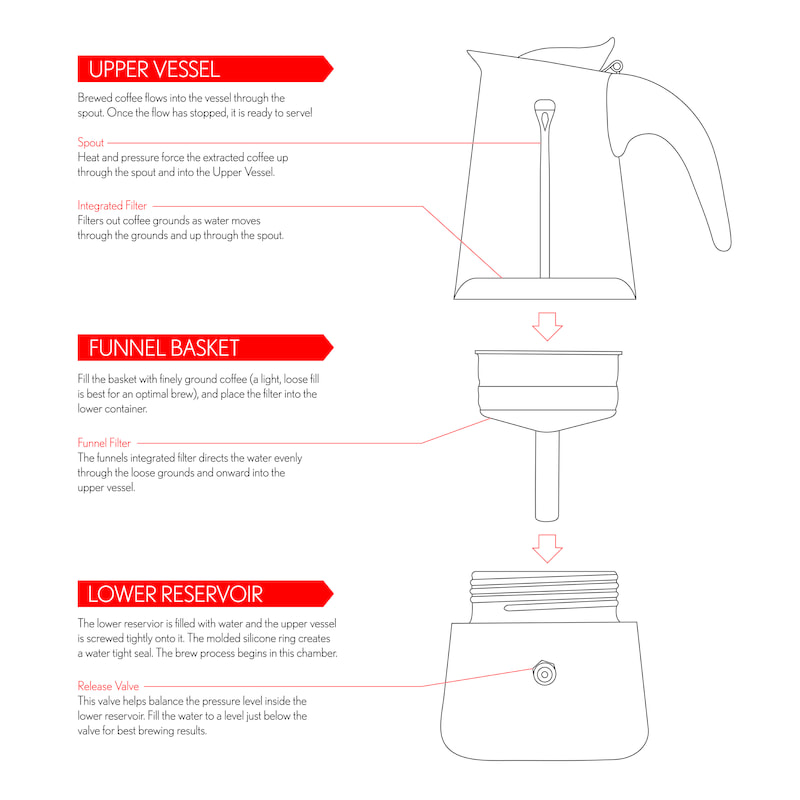 UPPER VESSEL
Brewed coffee flows into the vessel through the
spout. Once the flow has stopped, it is ready to serve!
Spout
Heat and pressure force the extracted coffee up
through the spout and into the Upper Vessel.
Integrated Filter
Filters out coffee grounds as water moves
through the grounds and up through the spout.
FUNNEL BASKET
Fill the basket with finely ground coffee (a light, loose fill
is best for an optimal brew), and place the filter into the
lower container.
Funnel Filter
The funnels integrated filter directs the water evenly
through the loose grounds and onward into the
upper vessel.
LOWER RESERVOIR
The lower reservior is filled with water and the upper vessel
is screwed tightly onto it. The molded silicone ring creates
a water tight seal. The brew process begins in this chamber.
Release Valve
This valve helps balance the pressure level inside the
lower reservoir. Fill the water to a level just below the
valve for best brewing results.